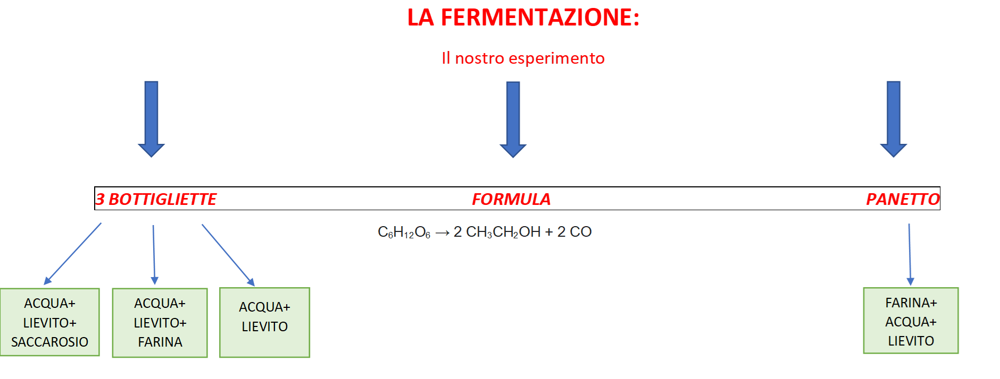 LA FERMENTAZIONE:
Il nostro esperimento
3 BOTTIGLIETTE FORMULA PANETTO
C₆H₁₂O₆ → 2 CH₃CH₂OH + 2 CO
ACQUA+
LIEVITO+
SACCAROSIO
ACQUA+
LIEVITO+
FARINA
ACQUA+
LIEVITO
FARINA+
ACQUA+
LIEVITO